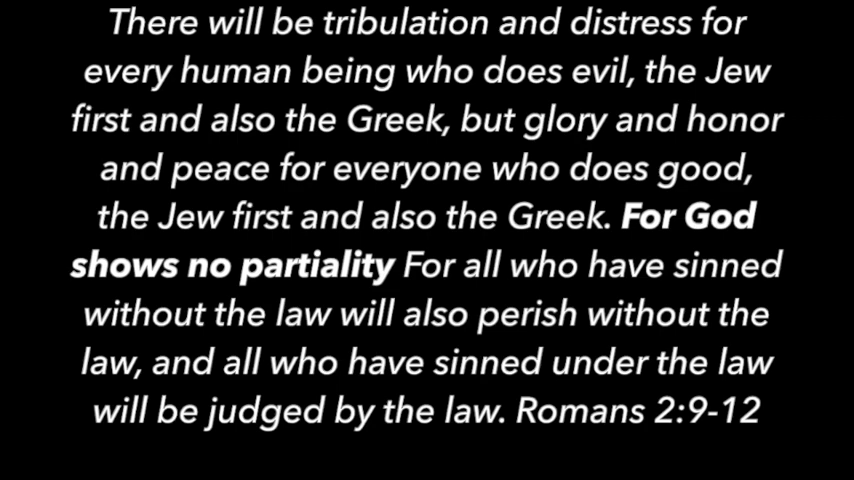 There will be tribulation and distress for
every human being who does evil, the Jew
first and also the Greek, but glory and honor
and peace for everyone who does good,
the Jew first and also the Greek. For God
shows no partiality For all who have sinned
without the law will also perish without the
law, and all who have sinned under the law
will be judged by the law. Romans 2:9-12